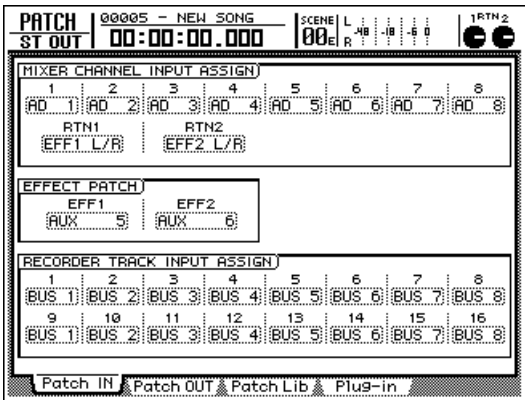 PATCH 00005 - NEW SONG SCENE L 1RTN2
ST OUT 00:00:00.000 00E R -48 -18 -6 0
MIXER CHANNEL INPUT ASSIGN
1 2 3 4 5 6 7 8
AD 1 AD 2 AD 3 AD 4 AD 5 AD 6 AD 7 AD 8
RTN1 RTN2
EFF1 L/R EFF2 L/R
EFFECT PATCH
EFF1 EFF2
AUX 5 AUX 6
RECORDER TRACK INPUT ASSIGN
1 2 3 4 5 6 7 8
BUS 1 BUS 2 BUS 3 BUS 4 BUS 5 BUS 6 BUS 7 BUS 8
9 10 11 12 13 14 15 16
BUS 1 BUS 2 BUS 3 BUS 4 BUS 5 BUS 6 BUS 7 BUS 8
Patch IN Patch OUT Patch Lib Plug-in